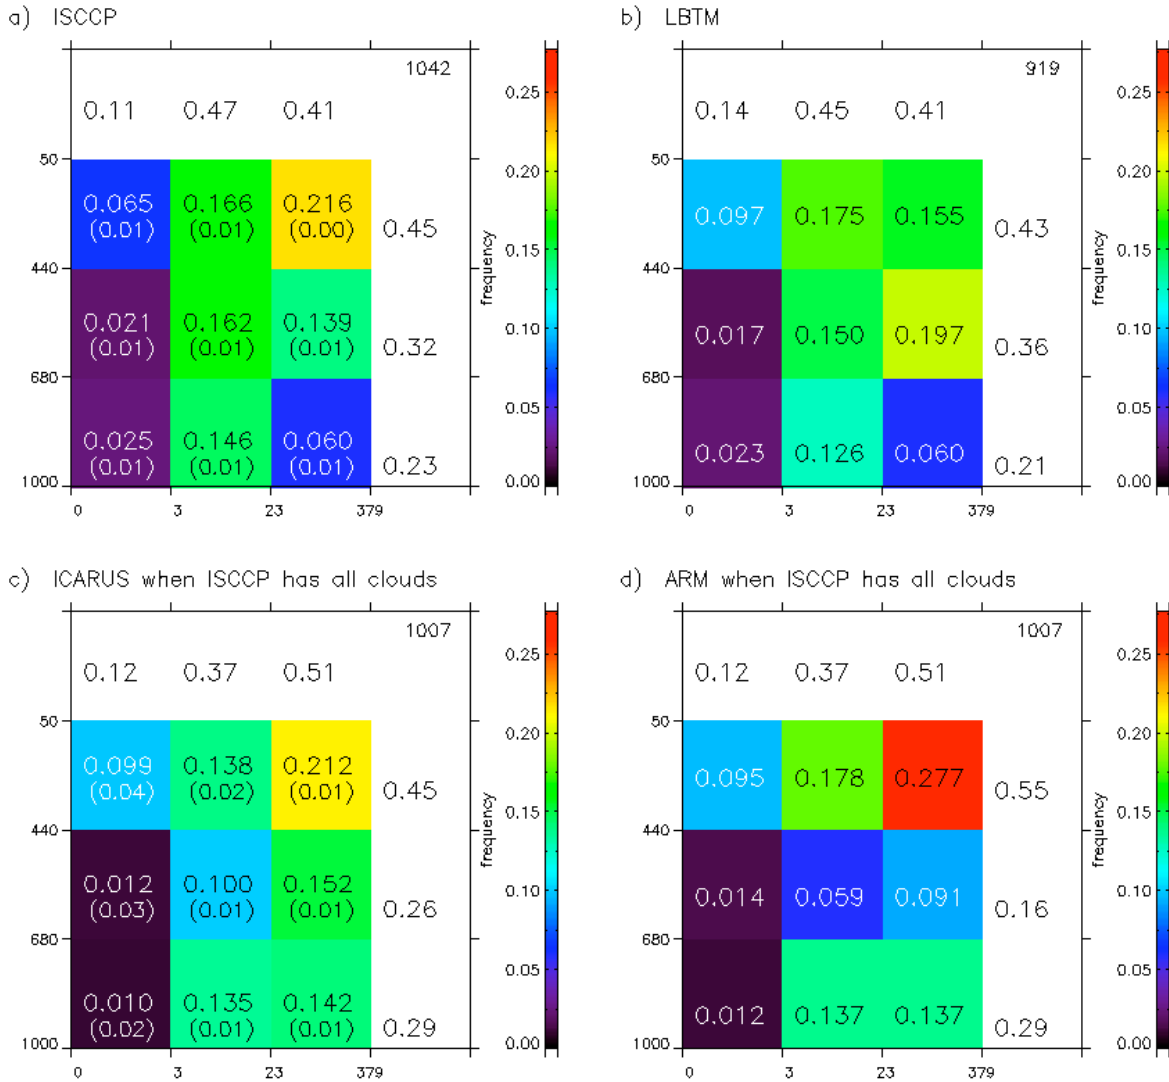 a) ISCCP
1042
0.11 0.47 0.41
50
0.065 0.166 0.216
(0.01) (0.01) (0.00)
0.45
440
0.021 0.162 0.139
(0.01) (0.01) (0.01)
0.32
680
0.025 0.146 0.060
(0.01) (0.01) (0.01)
0.23
1000
0 3 23 379
frequency
0.25
0.20
0.15
0.10
0.05
0.00
b) LBTM
919
0.14 0.45 0.41
50
0.097 0.175 0.155
0.43
440
0.017 0.150 0.197
0.36
680
0.023 0.126 0.060
0.21
1000
0 3 23 379
frequency
0.25
0.20
0.15
0.10
0.05
0.00
c) ICARUS when ISCCP has all clouds
1007
0.12 0.37 0.51
50
0.099 0.138 0.212
(0.04) (0.02) (0.01)
0.45
440
0.012 0.100 0.152
(0.03) (0.01) (0.01)
0.26
680
0.010 0.135 0.142
(0.02) (0.01) (0.01)
0.29
1000
0 3 23 379
frequency
0.25
0.20
0.15
0.10
0.05
0.00
d) ARM when ISCCP has all clouds
1007
0.12 0.37 0.51
50
0.095 0.178 0.277
0.55
440
0.014 0.059 0.091
0.16
680
0.012 0.137 0.137
0.29
1000
0 3 23 379
frequency
0.25
0.20
0.15
0.10
0.05
0.00